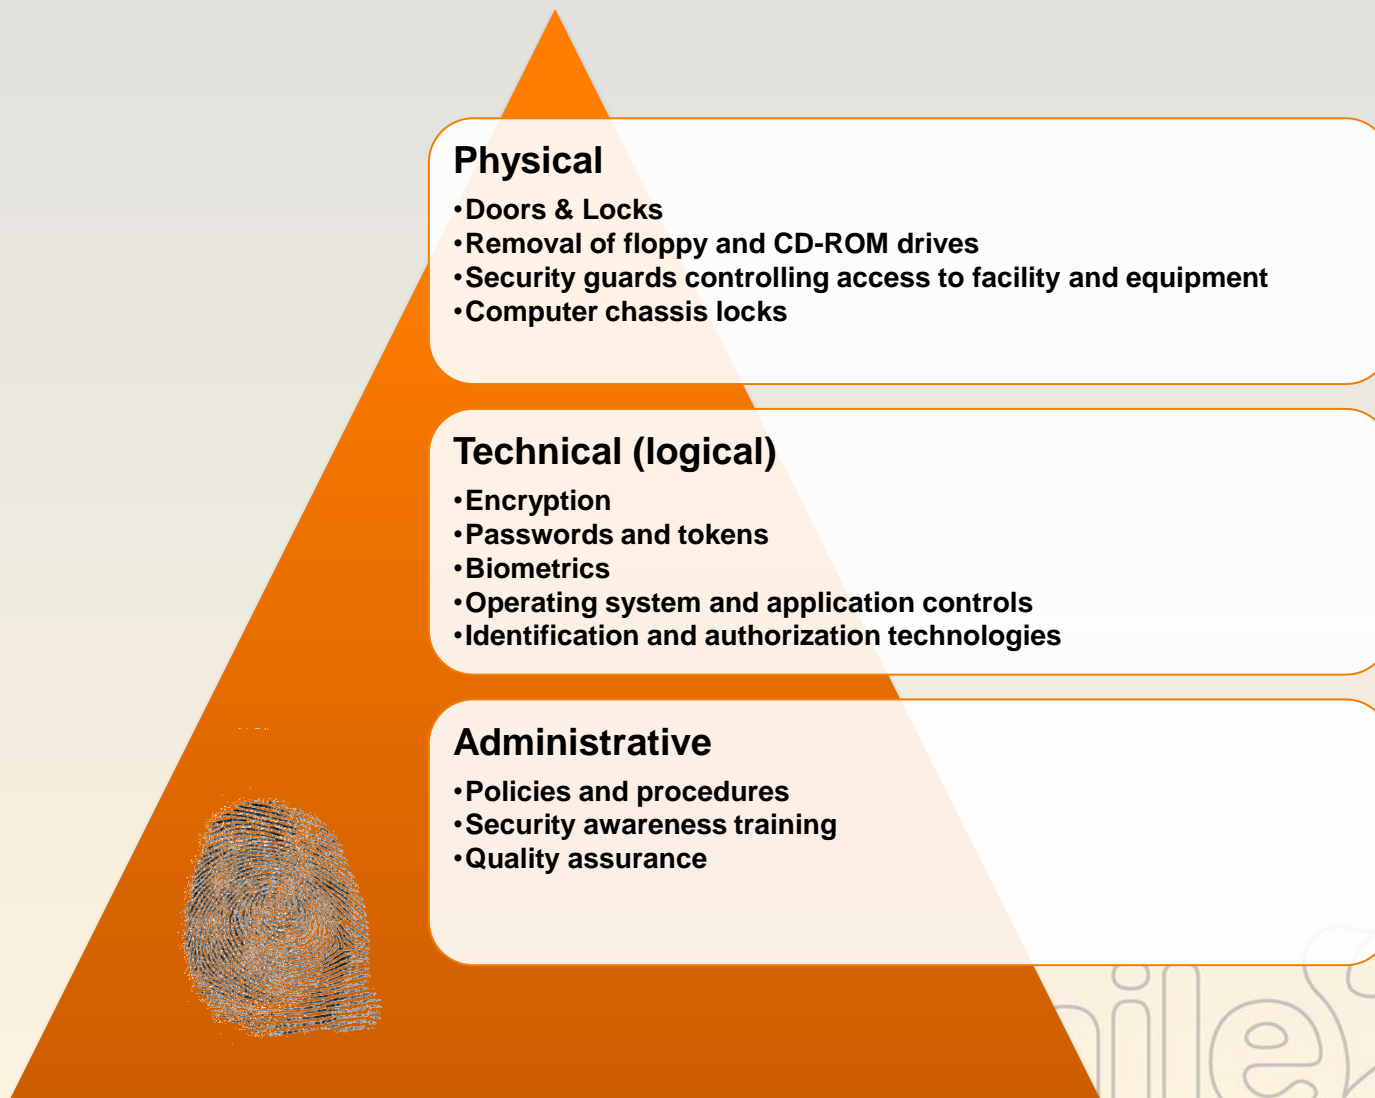 Physical
•Doors & Locks
•Removal of floppy and CD-ROM drives
•Security guards controlling access to facility and equipment
•Computer chassis locks
Technical (logical)
•Encryption
•Passwords and tokens
•Biometrics
•Operating system and application controls
•Identification and authorization technologies
Administrative
•Policies and procedures
•Security awareness training
•Quality assurance